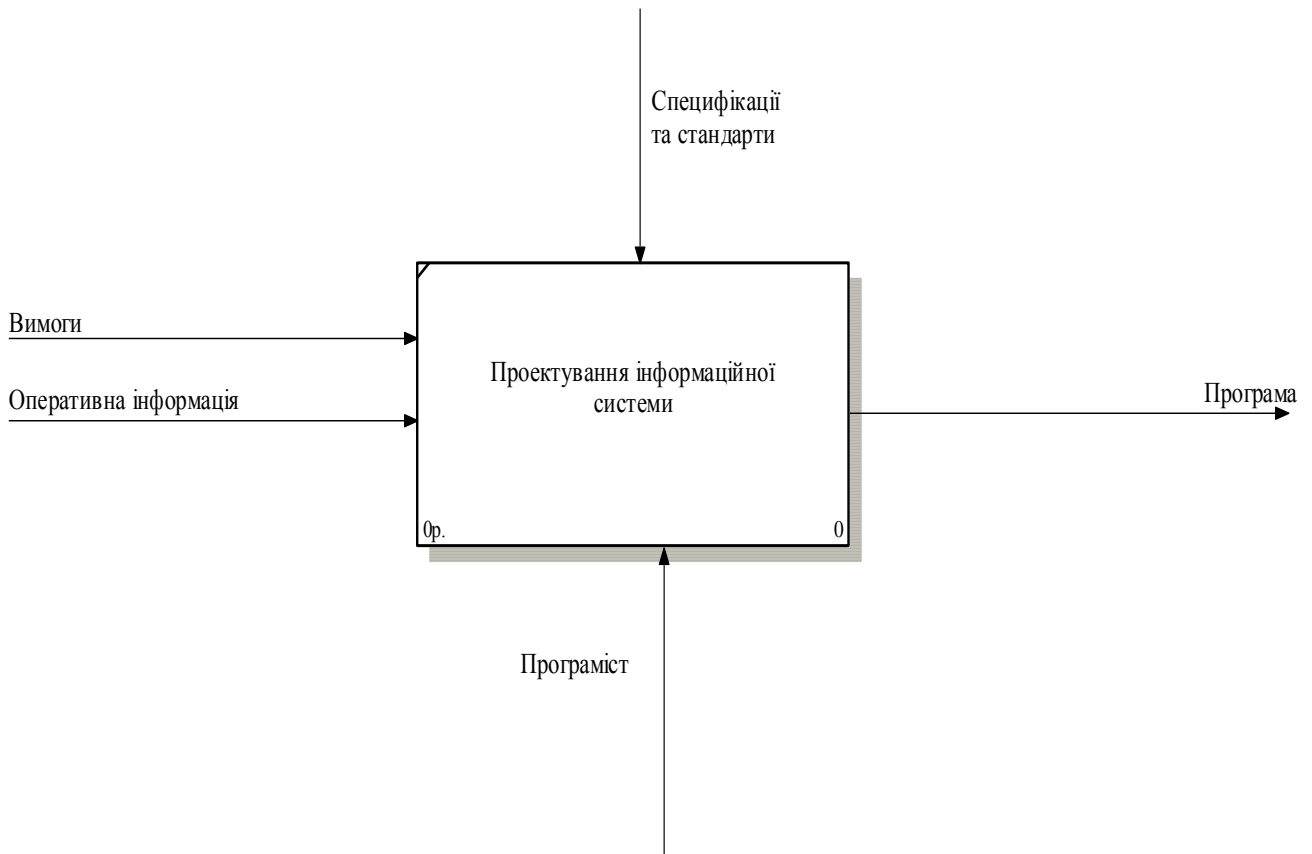 Специфікації
та стандарти
Вимоги
Оперативна інформація
Проектування інформаційної
системи
Програма
0р.
0
Програміст